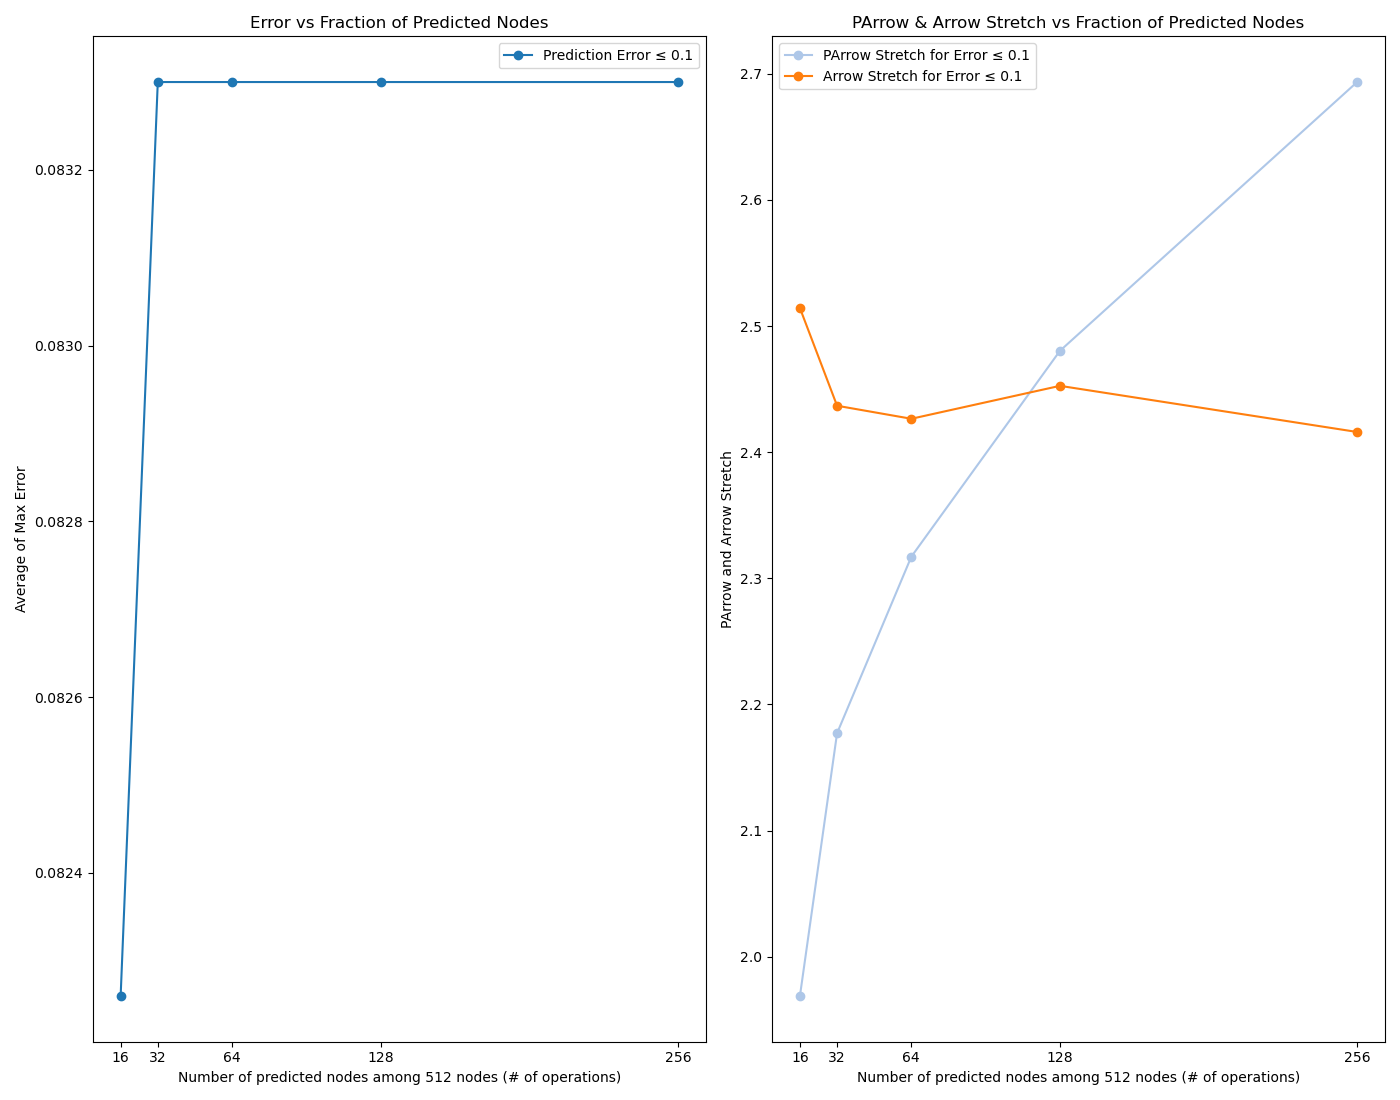 Error vs Fraction of Predicted Nodes
Prediction Error ≤ 0.1
Average of Max Error
0.0832
0.0830
0.0828
0.0826
0.0824
16 32 64 128 256
Number of predicted nodes among 512 nodes (# of operations)
PArrow & Arrow Stretch vs Fraction of Predicted Nodes
PArrow Stretch for Error ≤ 0.1
Arrow Stretch for Error ≤ 0.1
PArrow and Arrow Stretch
2.7
2.6
2.5
2.4
2.3
2.2
2.1
2.0
16 32 64 128 256
Number of predicted nodes among 512 nodes (# of operations)